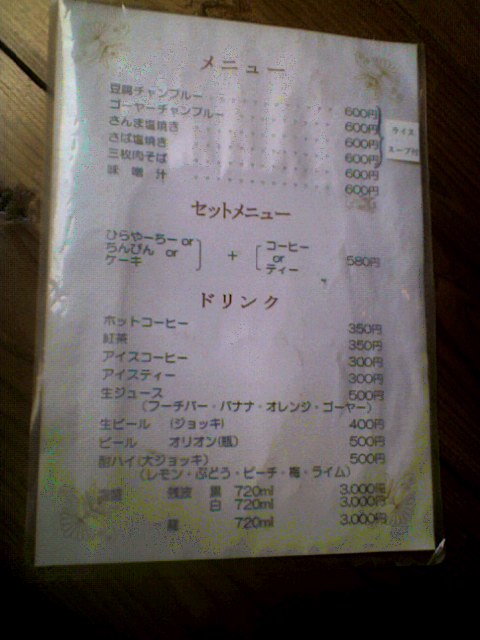 メニュー
豆腐チャンプルー・・・・・・・・・・600円
ゴーヤーチャンプルー・・・・・・・・600円
さんま塩焼き・・・・・・・・・・・・600円
さば塩焼き・・・・・・・・・・・・・600円
三枚肉そば・・・・・・・・・・・・・600円
味噌汁・・・・・・・・・・・・・・・600円
ライス
スープ付
セットメニュー
ひらやーちー or
ちんびん or
ケーキ
+
コーヒー
or
ティー
580円
ドリンク
ホットコーヒー 350円
紅茶 350円
アイスコーヒー 300円
アイスティー 300円
生ジュース 500円
(フーチバー・バナナ・オレンジ・ゴーヤー)
生ビール (ジョッキ) 400円
ビール オリオン(瓶) 500円
酎ハイ(大ジョッキ) 500円
(レモン・ぶどう・ピーチ・梅・ライム)
残波 黒 720ml 3,000円
白 720ml 3,000円
720ml 3,000円